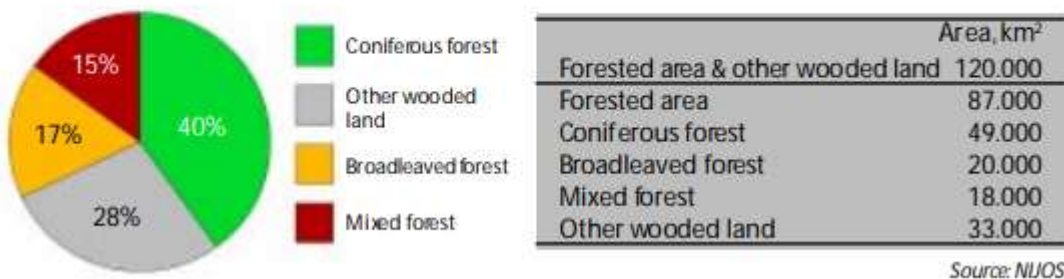 15%
40%
17%
28%
Coniferous forest
Other wooded
land
Broadleaved forest
Mixed forest
Area, km²
Forested area & other wooded land 120.000
Forested area 87.000
Coniferous forest 49.000
Broadleaved forest 20.000
Mixed forest 18.000
Other wooded land 33.000
Source: NIJOS